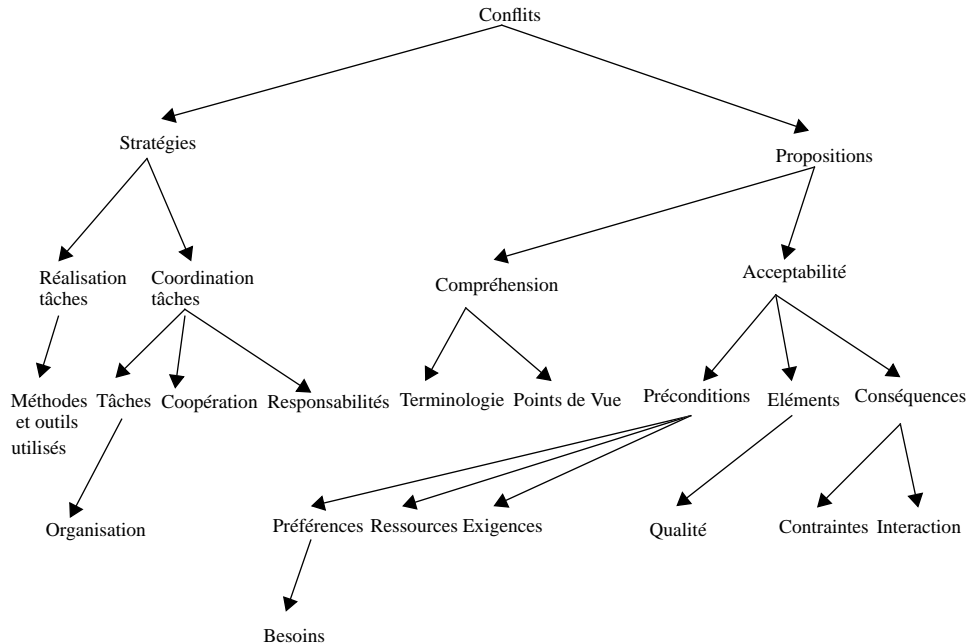 Conflits
Stratégies
Propositions
Réalisation
tâches
Coordination
tâches
Compréhension
Acceptabilité
Méthodes
et outils
utilisés
Tâches
Coopération
Responsabilités
Terminologie
Points de Vue
Préconditions
Eléments
Conséquences
Organisation
Préférences
Ressources
Exigences
Qualité
Contraintes
Interaction
Besoins